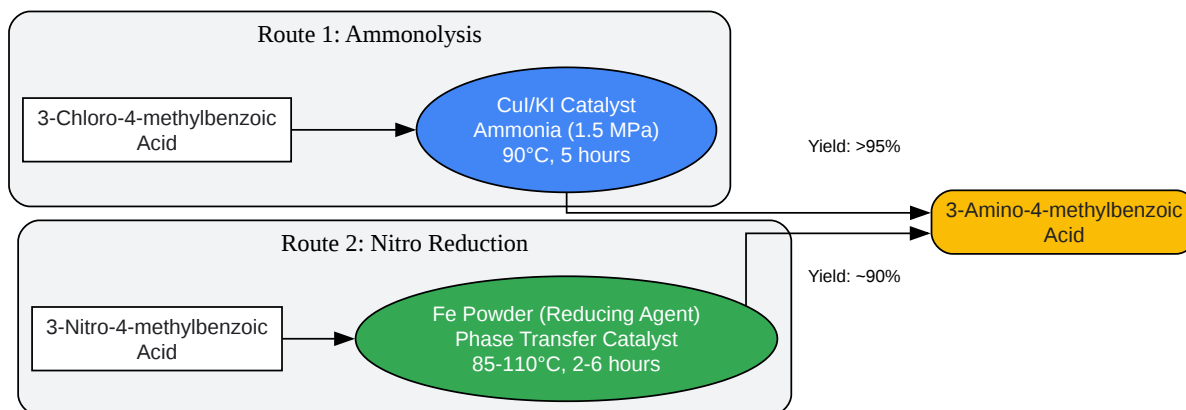 Route 1: Ammonolysis
3-Chloro-4-methylbenzoic
Acid
CuI/KI Catalyst
Ammonia (1.5 MPa)
90°C, 5 hours
Yield: >95%
3-Amino-4-methylbenzoic
Acid
Route 2: Nitro Reduction
3-Nitro-4-methylbenzoic
Acid
Fe Powder (Reducing Agent)
Phase Transfer Catalyst
85-110°C, 2-6 hours
Yield: ~90%